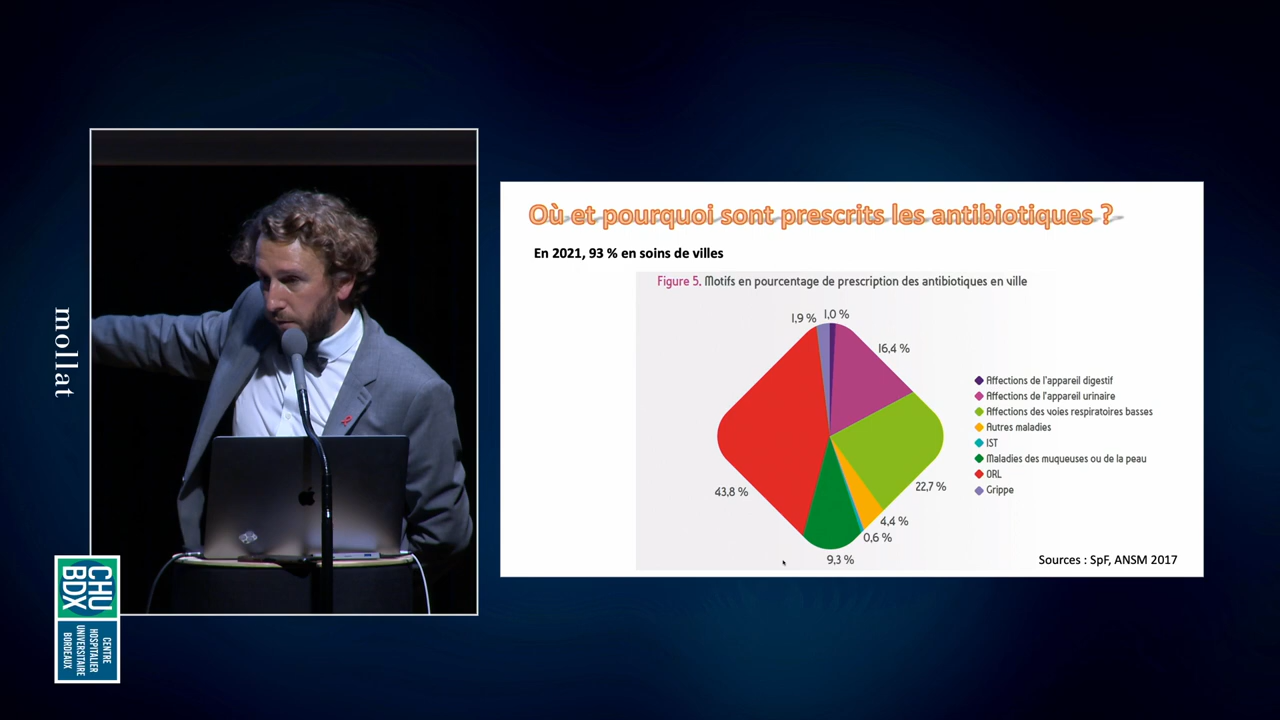 mollat
CHU
BDX
CENTRE
HOSPITALIER
UNIVERSITAIRE
BORDEAUX
Où et pourquoi sont prescrits les antibiotiques ?
En 2021, 93 % en soins de villes
Figure 5. Motifs en pourcentage de prescription des antibiotiques en ville
1,9 %
1,0 %
16,4 %
22,7 %
4,4 %
0,6 %
9,3 %
43,8 %
Affections de l'appareil digestif
Affections de l'appareil urinaire
Affections des voies respiratoires basses
Autres maladies
IST
Maladies des muqueuses ou de la peau
ORL
Grippe
Sources : SpF, ANSM 2017